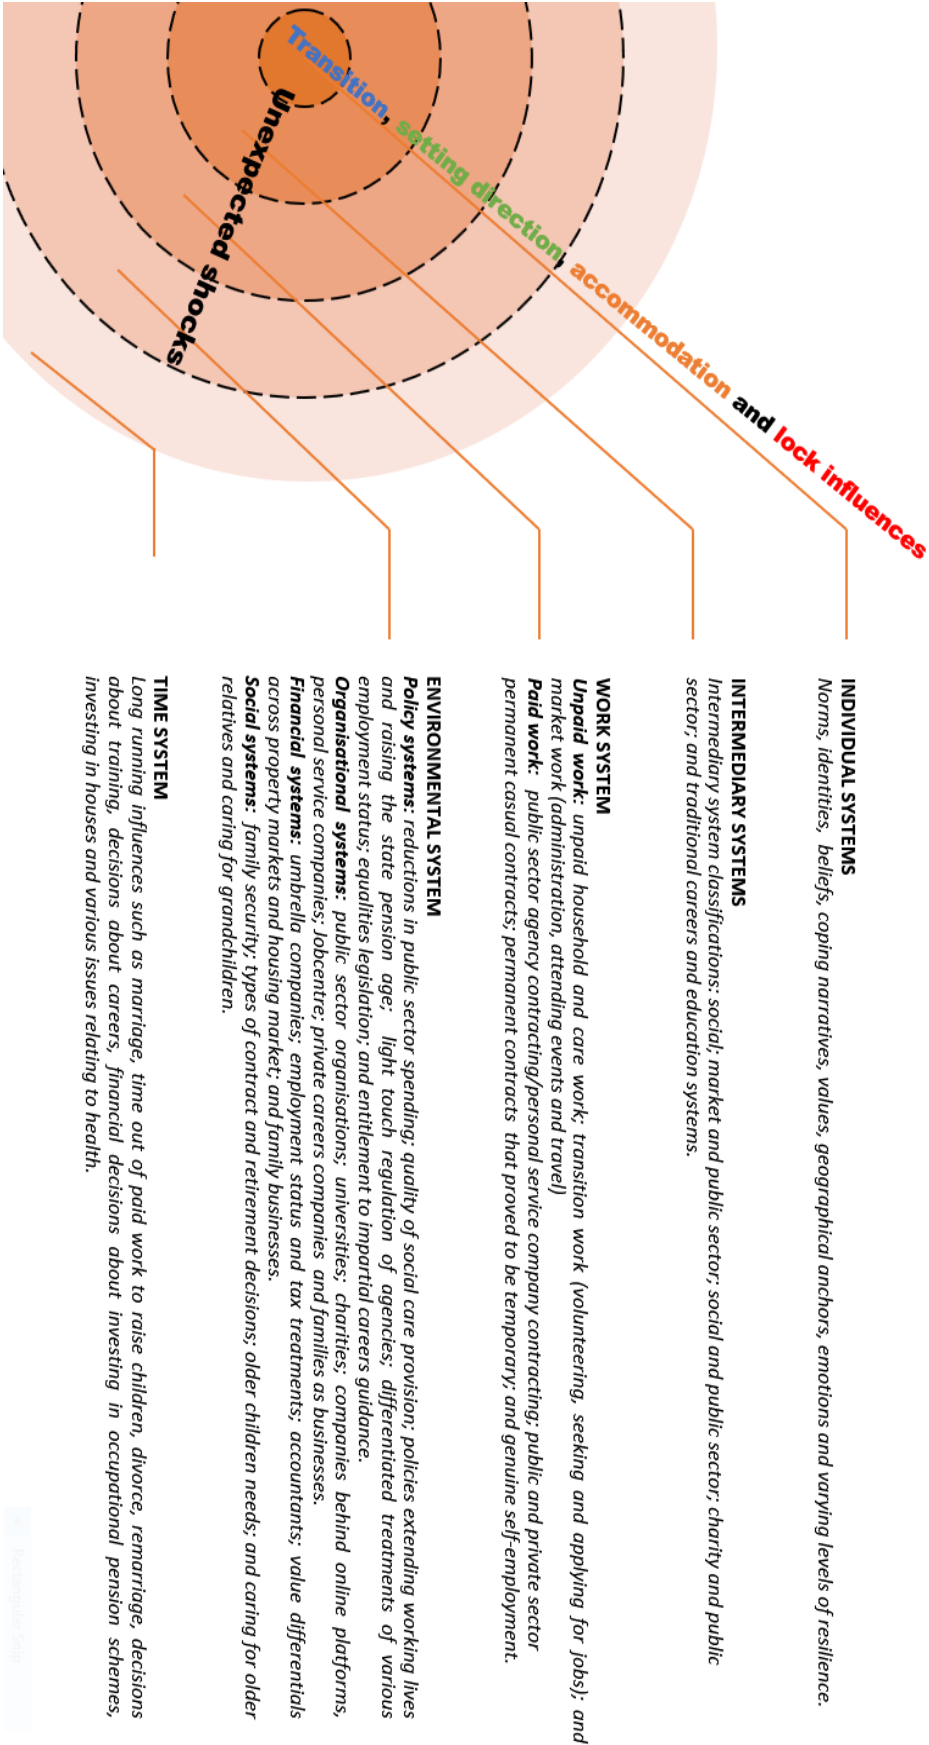 Transition, setting direction, accommodation and lock influences
Unexpected shocks
INDIVIDUAL SYSTEMS
Norms, identities, beliefs, coping narratives, values, geographical anchors, emotions and varying levels of resilience.
INTERMEDIARY SYSTEMS
Intermediary system classifications: social; market and public sector; social and public sector; charity and public
sector; and traditional careers and education systems.
WORK SYSTEM
Unpaid work: unpaid household and care work; transition work (volunteering, seeking and applying for jobs); and
market work (administration, attending events and travel)
Paid work: public sector agency contracting/personal service company contracting; public and private sector
permanent casual contracts; permanent contracts that proved to be temporary; and genuine self-employment.
ENVIRONMENTAL SYSTEM
Policy systems: reductions in public sector spending; quality of social care provision; policies extending working lives
and raising the state pension age; light touch regulation of agencies; differentiated treatments of various
employment status; equalities legislation; and entitlement to impartial careers guidance.
Organisational systems: public sector organisations; universities; charities; companies behind online platforms,
personal service companies; Jobcentre; private careers companies and families as businesses.
Financial systems: umbrella companies; employment status and tax treatments; accountants; value differentials
across property markets and housing market; and family businesses.
Social systems: family security; types of contract and retirement decisions; older children needs; and caring for older
relatives and caring for grandchildren.
TIME SYSTEM
Long running influences such as marriage, time out of paid work to raise children, divorce, remarriage, decisions
about training, decisions about careers, financial decisions about investing in occupational pension schemes,
investing in houses and various issues relating to health.
Rectangular Snip